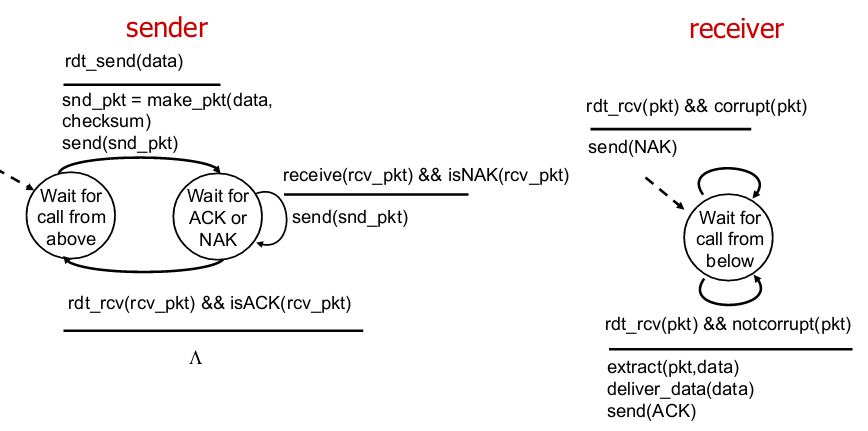 sender
rdt_send(data)
snd_pkt = make_pkt(data,
checksum)
send(snd_pkt)
Wait for
call from
above
Wait for
ACK or
NAK
receive(rcv_pkt) && isNAK(rcv_pkt)
send(snd_pkt)
rdt_rcv(rcv_pkt) && isACK(rcv_pkt)
Λ
receiver
rdt_rcv(pkt) && corrupt(pkt)
send(NAK)
Wait for
call from
below
rdt_rcv(pkt) && notcorrupt(pkt)
extract(pkt,data)
deliver_data(data)
send(ACK)